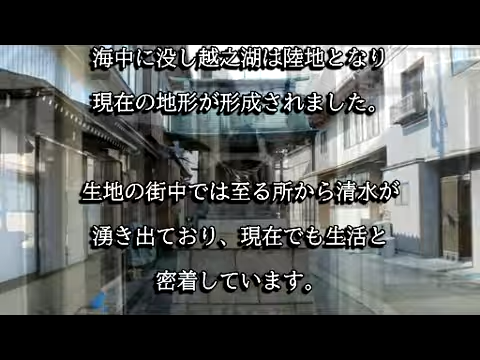 海中に没し越之湖は陸地となり
現在の地形が形成されました。
生地の街中では至る所から清水が
湧き出ており、現在でも生活と
密着しています。